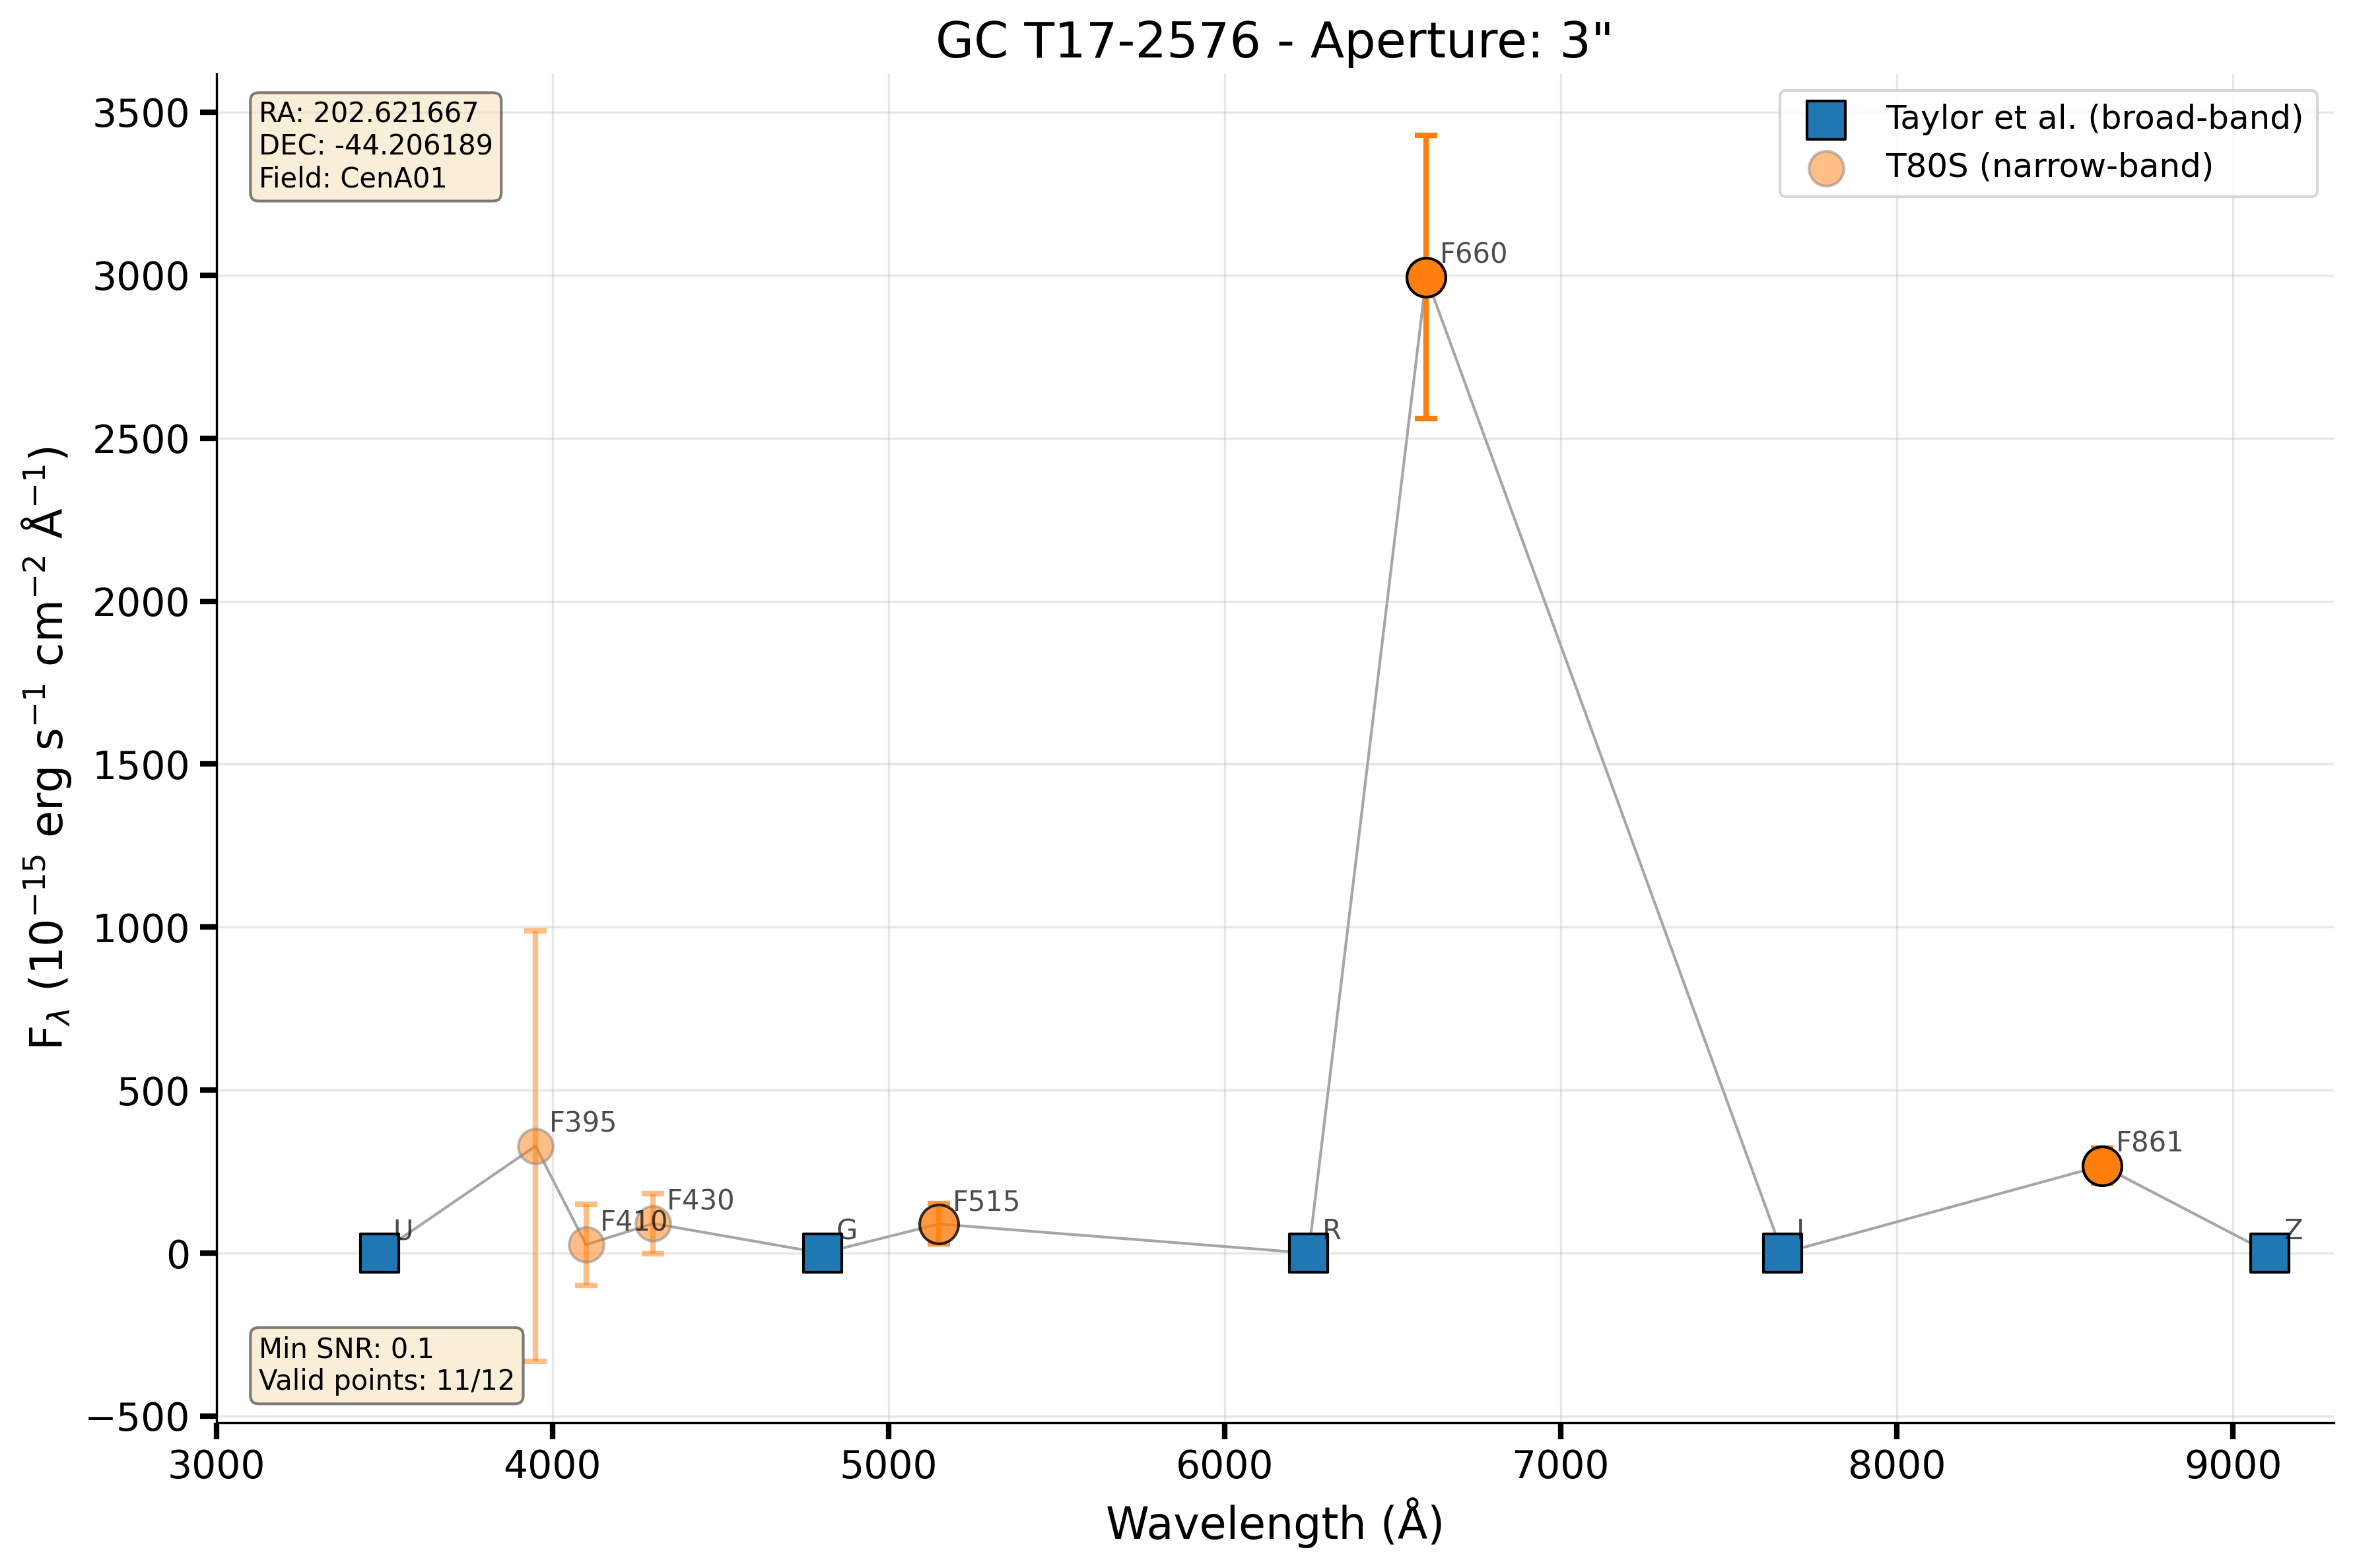 GC T17-2576 - Aperture: 3"
RA: 202.621667
DEC: -44.206189
Field: CenA01
Taylor et al. (broad-band)
T80S (narrow-band)
3500
3000
2500
2000
1500
1000
500
0
−500
F660
F395
F410
F430
F515
F861
U
G
R
I
Z
Min SNR: 0.1
Valid points: 11/12
3000 4000 5000 6000 7000 8000 9000
Wavelength (Å)
Fλ (10⁻¹⁵ erg s⁻¹ cm⁻² Å⁻¹)